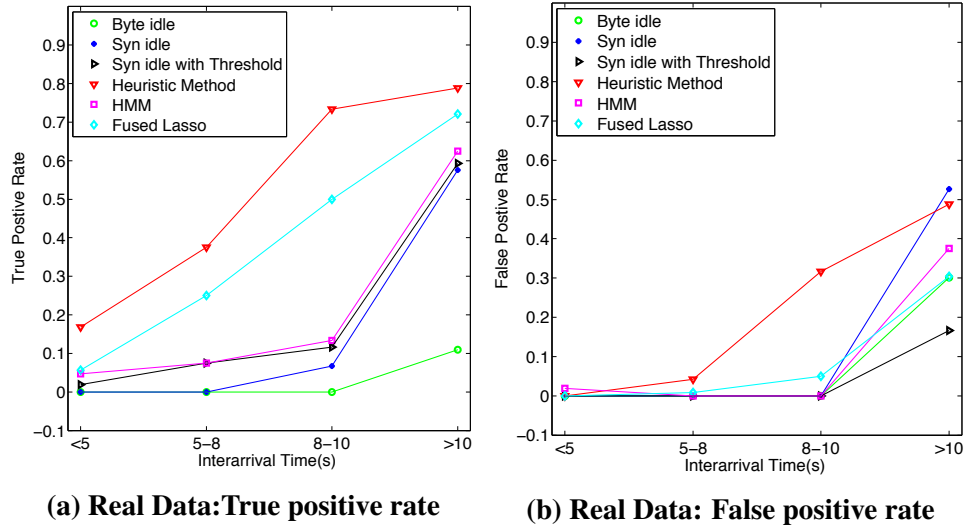 0.9
0.8
0.7
0.6
0.5
0.4
0.3
0.2
0.1
0
−0.1
True Postive Rate
Byte idle
Syn idle
Syn idle with Threshold
Heuristic Method
HMM
Fused Lasso
<5
5−8
8−10
>10
Interarrival Time(s)
(a) Real Data:True positive rate
0.9
0.8
0.7
0.6
0.5
0.4
0.3
0.2
0.1
0
−0.1
False Postive Rate
Byte idle
Syn idle
Syn idle with Threshold
Heuristic Method
HMM
Fused Lasso
<5
5−8
8−10
>10
Interarrival Time(s)
(b) Real Data: False positive rate